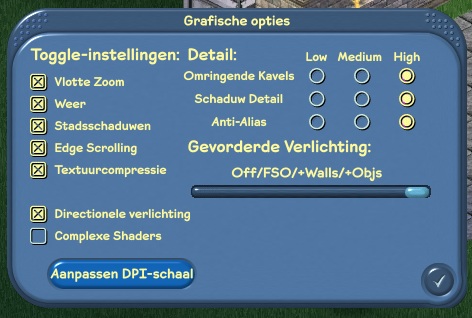 Grafische opties
Toggle-instellingen:
Vlotte Zoom
Weer
Stadsschaduwen
Edge Scrolling
Textuurcompressie
Directionele verlichting
Complexe Shaders
Aanpassen DPI-schaal
Detail:
Low Medium High
Omringende Kavels
Schaduw Detail
Anti-Alias
Gevorderde Verlichting:
Off/FSO/+Walls/+Objs